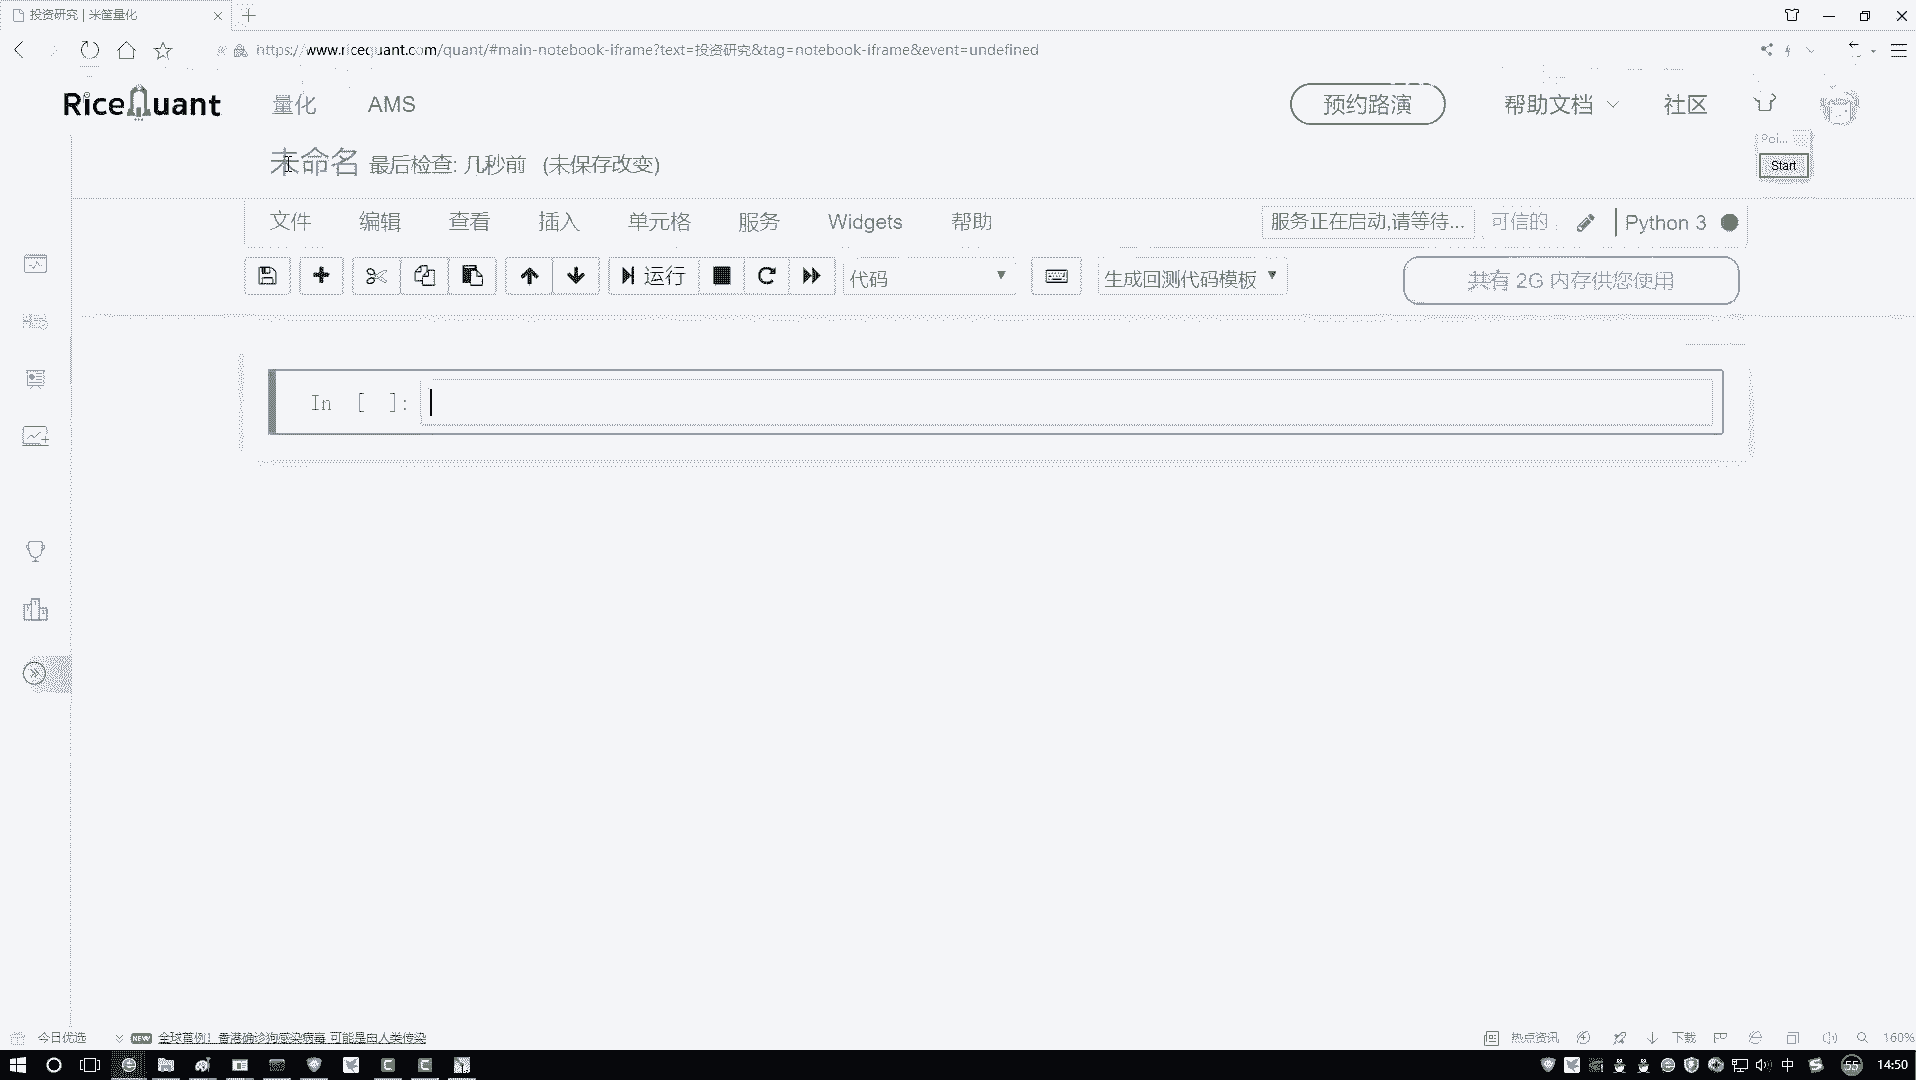 投资研究 | 米筐量化
https://www.ricequant.com/quant/#main-notebook-iframe?text=投资研究&tag=notebook-iframe&event=undefined
RiceQuant 量化 AMS 预约路演 帮助文档 社区
未命名 最后检查: 几秒前 (未保存改变)
Poi...
Start
文件 编辑 查看 插入 单元格 服务 Widgets 帮助 服务正在启动,请等待... 可信的 Python 3
运行 代码 生成回测代码模板 共有 2G 内存供您使用
In [ ]:
今日优选 NEW 全球首例！香港确诊狗感染病毒 可能是由人类传染 热点资讯 下载 160%
中 55 14:50